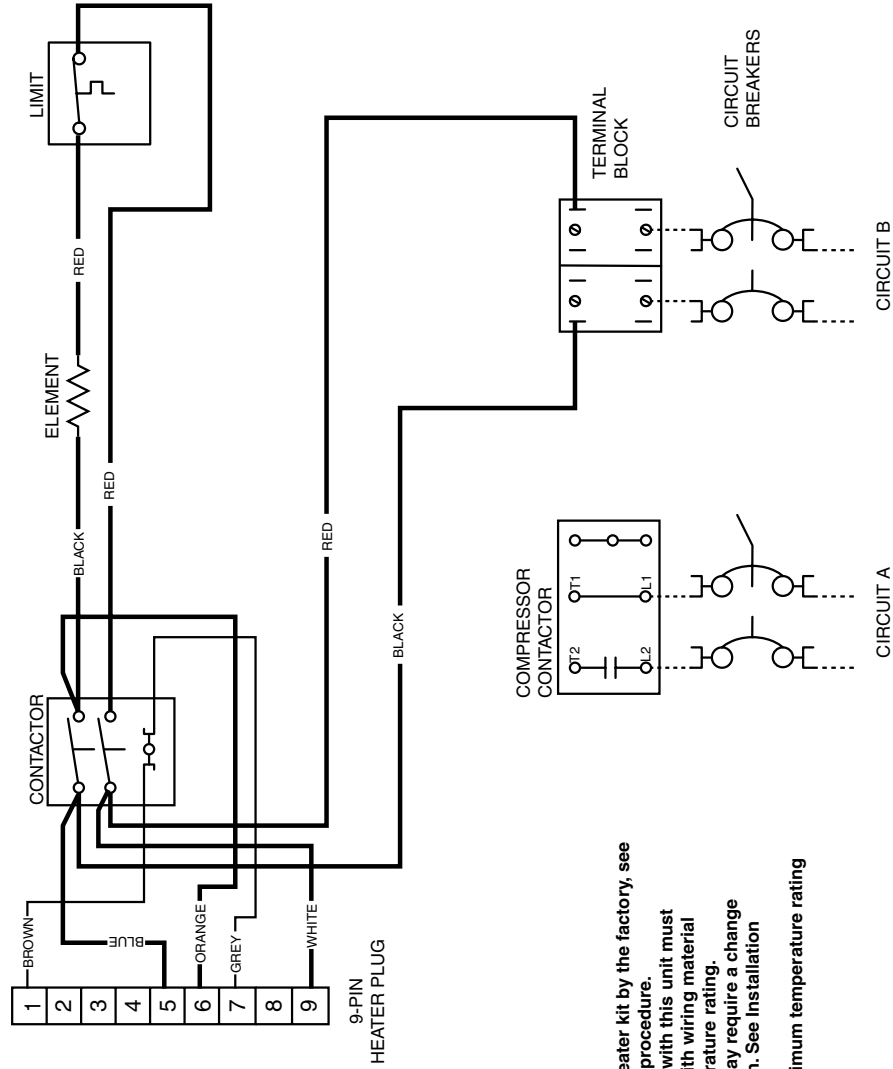 LIMIT
RED
ELEMENT
RED
BLACK
CONTACTOR
RED
BLACK
TERMINAL
BLOCK
CIRCUIT
BREAKERS
CIRCUIT B
COMPRESSOR
CONTACTOR
T2
T1
L2
L1
CIRCUIT A
BROWN
BLUE
ORANGE
GREY
WHITE
1
2
3
4
5
6
7
8
9
9-PIN
HEATER PLUG
eater kit by the factory, see
procedure.
with this unit must
th wiring material
rature rating.
ay require a change
n. See Installation
imum temperature rating